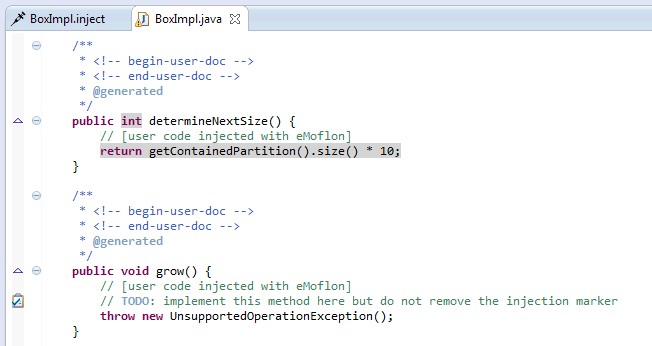 BoxImpl.inject
BoxImpl.java
/**
* <!-- begin-user-doc -->
* <!-- end-user-doc -->
* @generated
*/
public int determineNextSize() {
// [user code injected with eMoflon]
return getContainedPartition().size() * 10;
}
/**
* <!-- begin-user-doc -->
* <!-- end-user-doc -->
* @generated
*/
public void grow() {
// [user code injected with eMoflon]
// TODO: implement this method here but do not remove the injection marker
throw new UnsupportedOperationException();
}